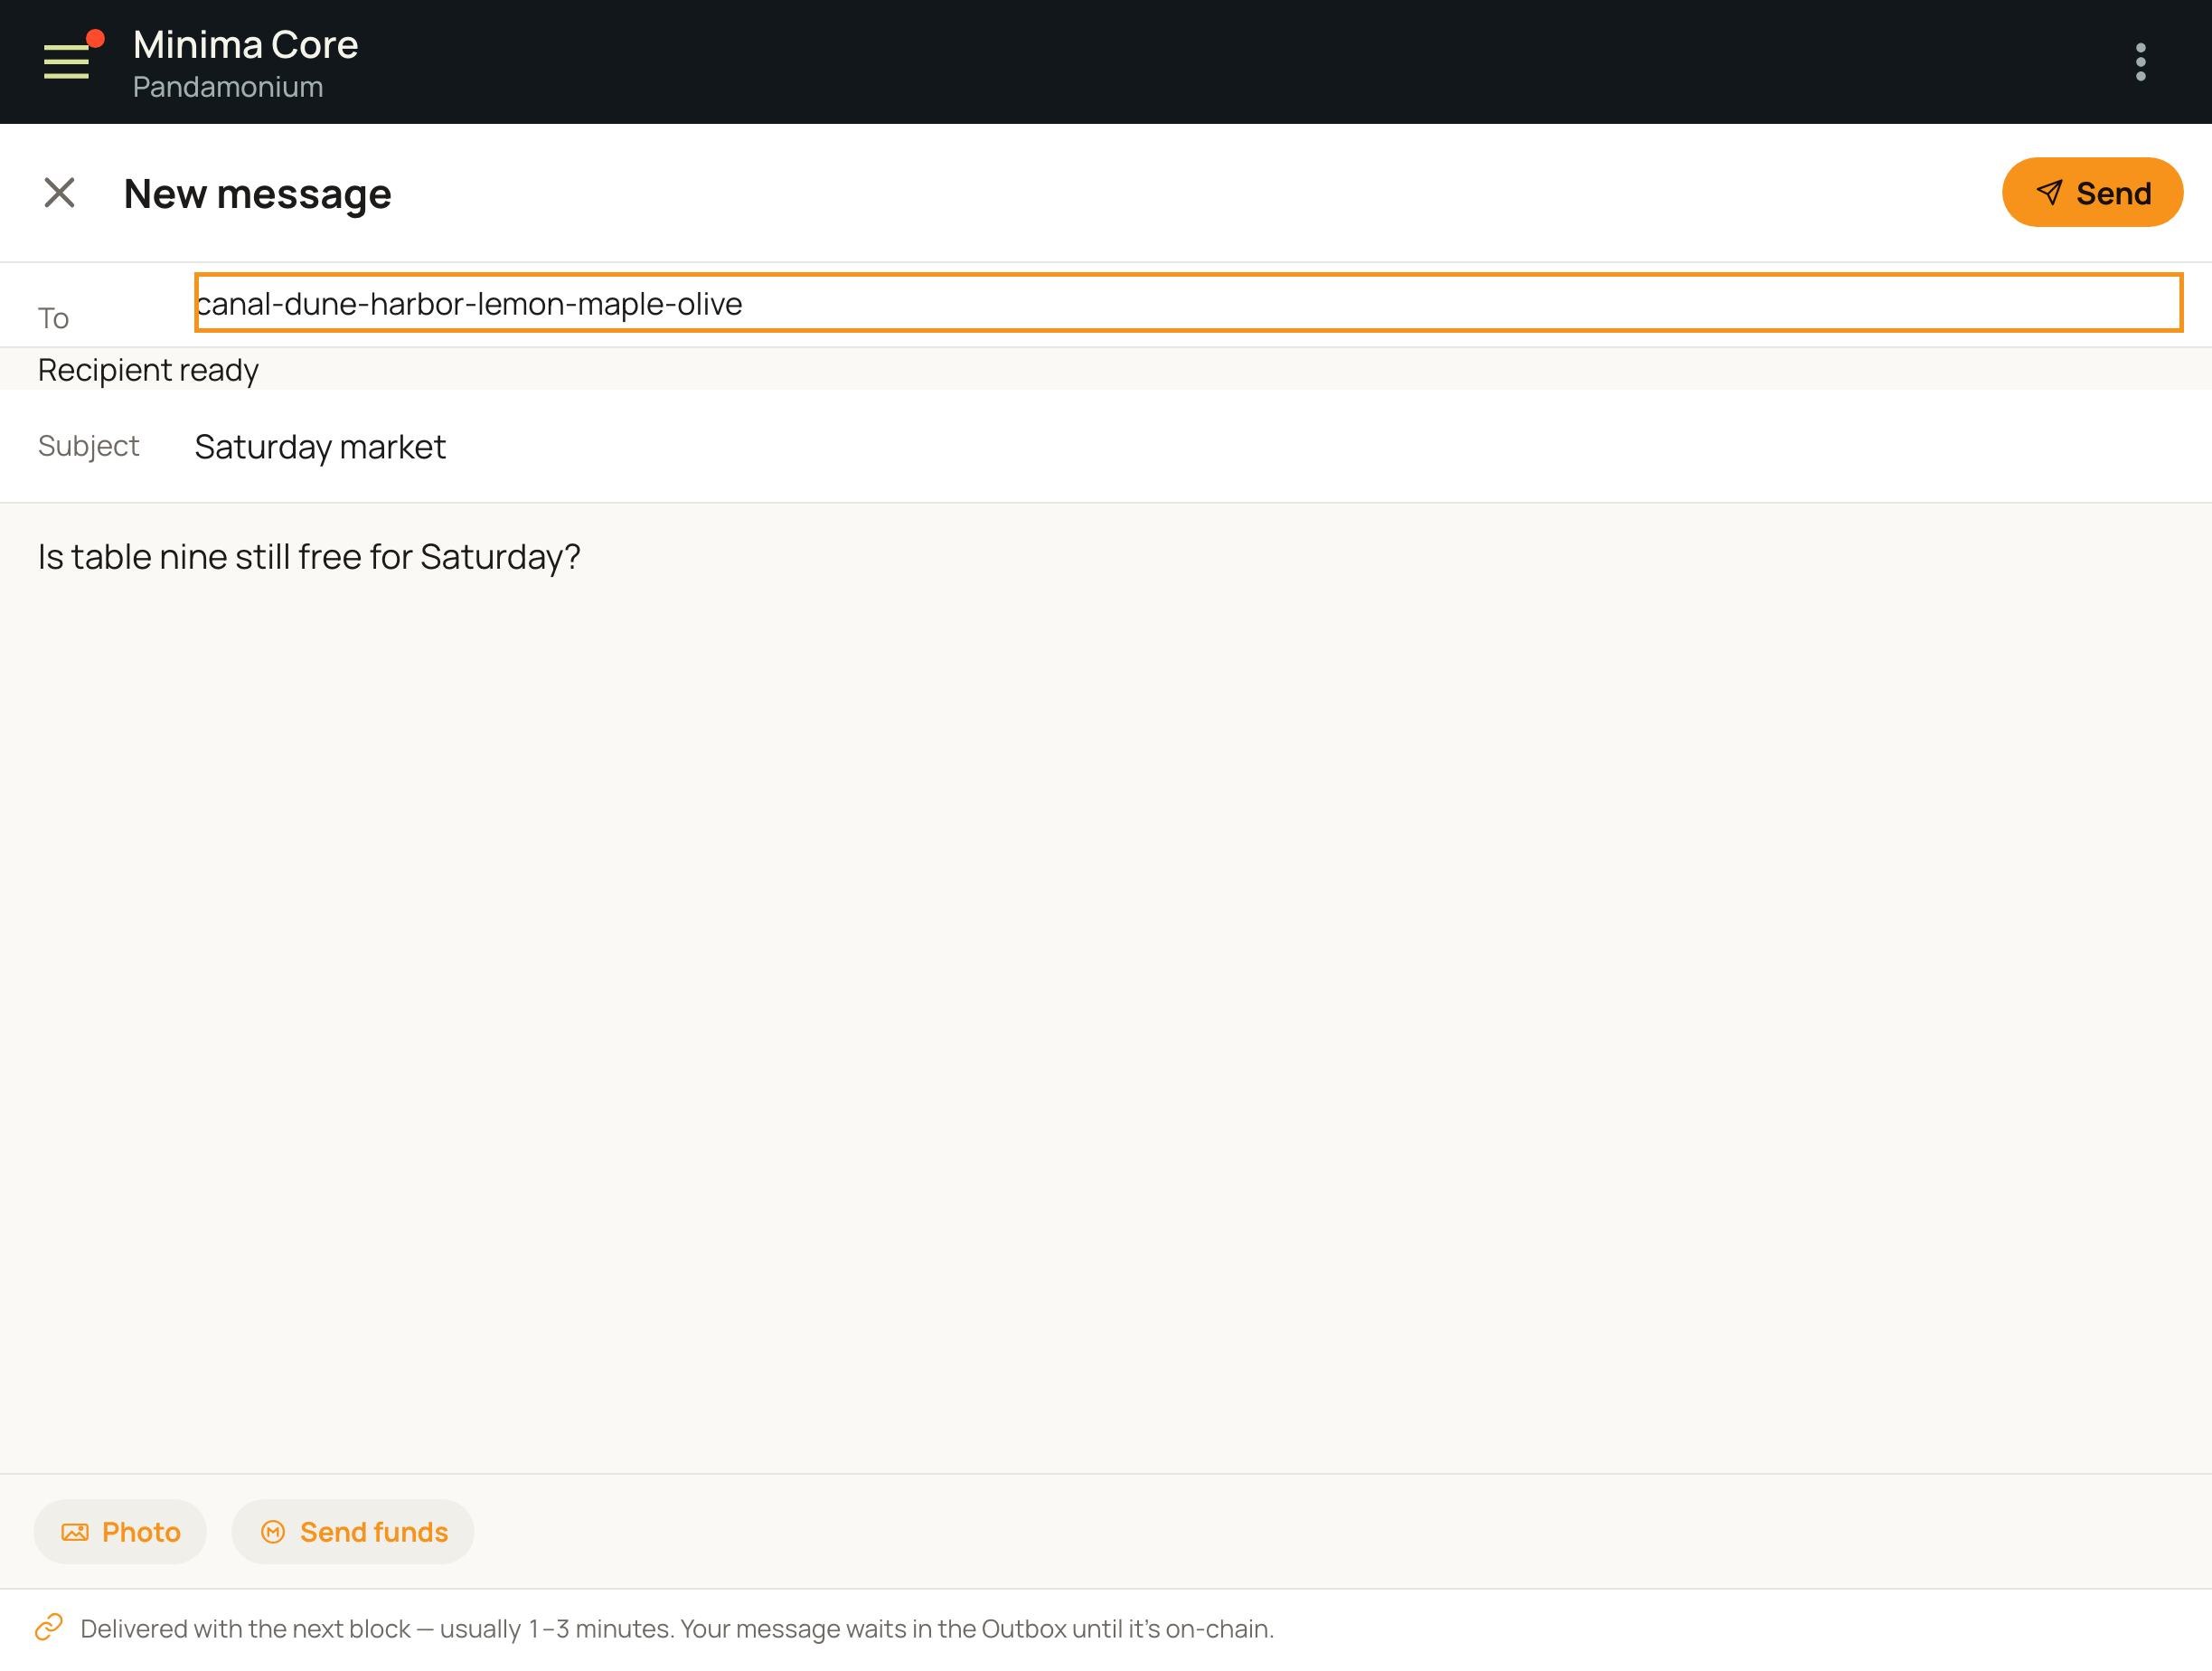 Minima Core
Pandamonium
New message
Send
To
canal-dune-harbor-lemon-maple-olive
Recipient ready
Subject
Saturday market
Is table nine still free for Saturday?
Photo
Send funds
Delivered with the next block — usually 1–3 minutes. Your message waits in the Outbox until it's on-chain.